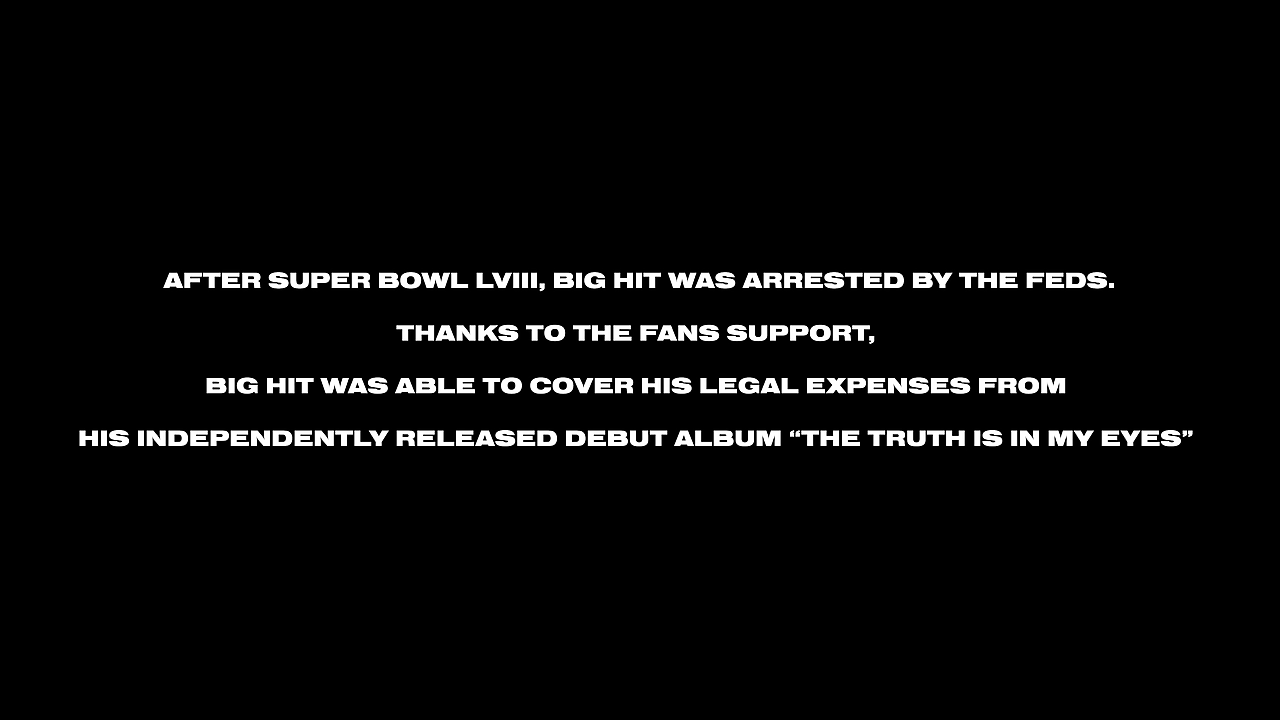 AFTER SUPER BOWL LVIII, BIG HIT WAS ARRESTED BY THE FEDS.
THANKS TO THE FANS SUPPORT,
BIG HIT WAS ABLE TO COVER HIS LEGAL EXPENSES FROM
HIS INDEPENDENTLY RELEASED DEBUT ALBUM “THE TRUTH IS IN MY EYES”